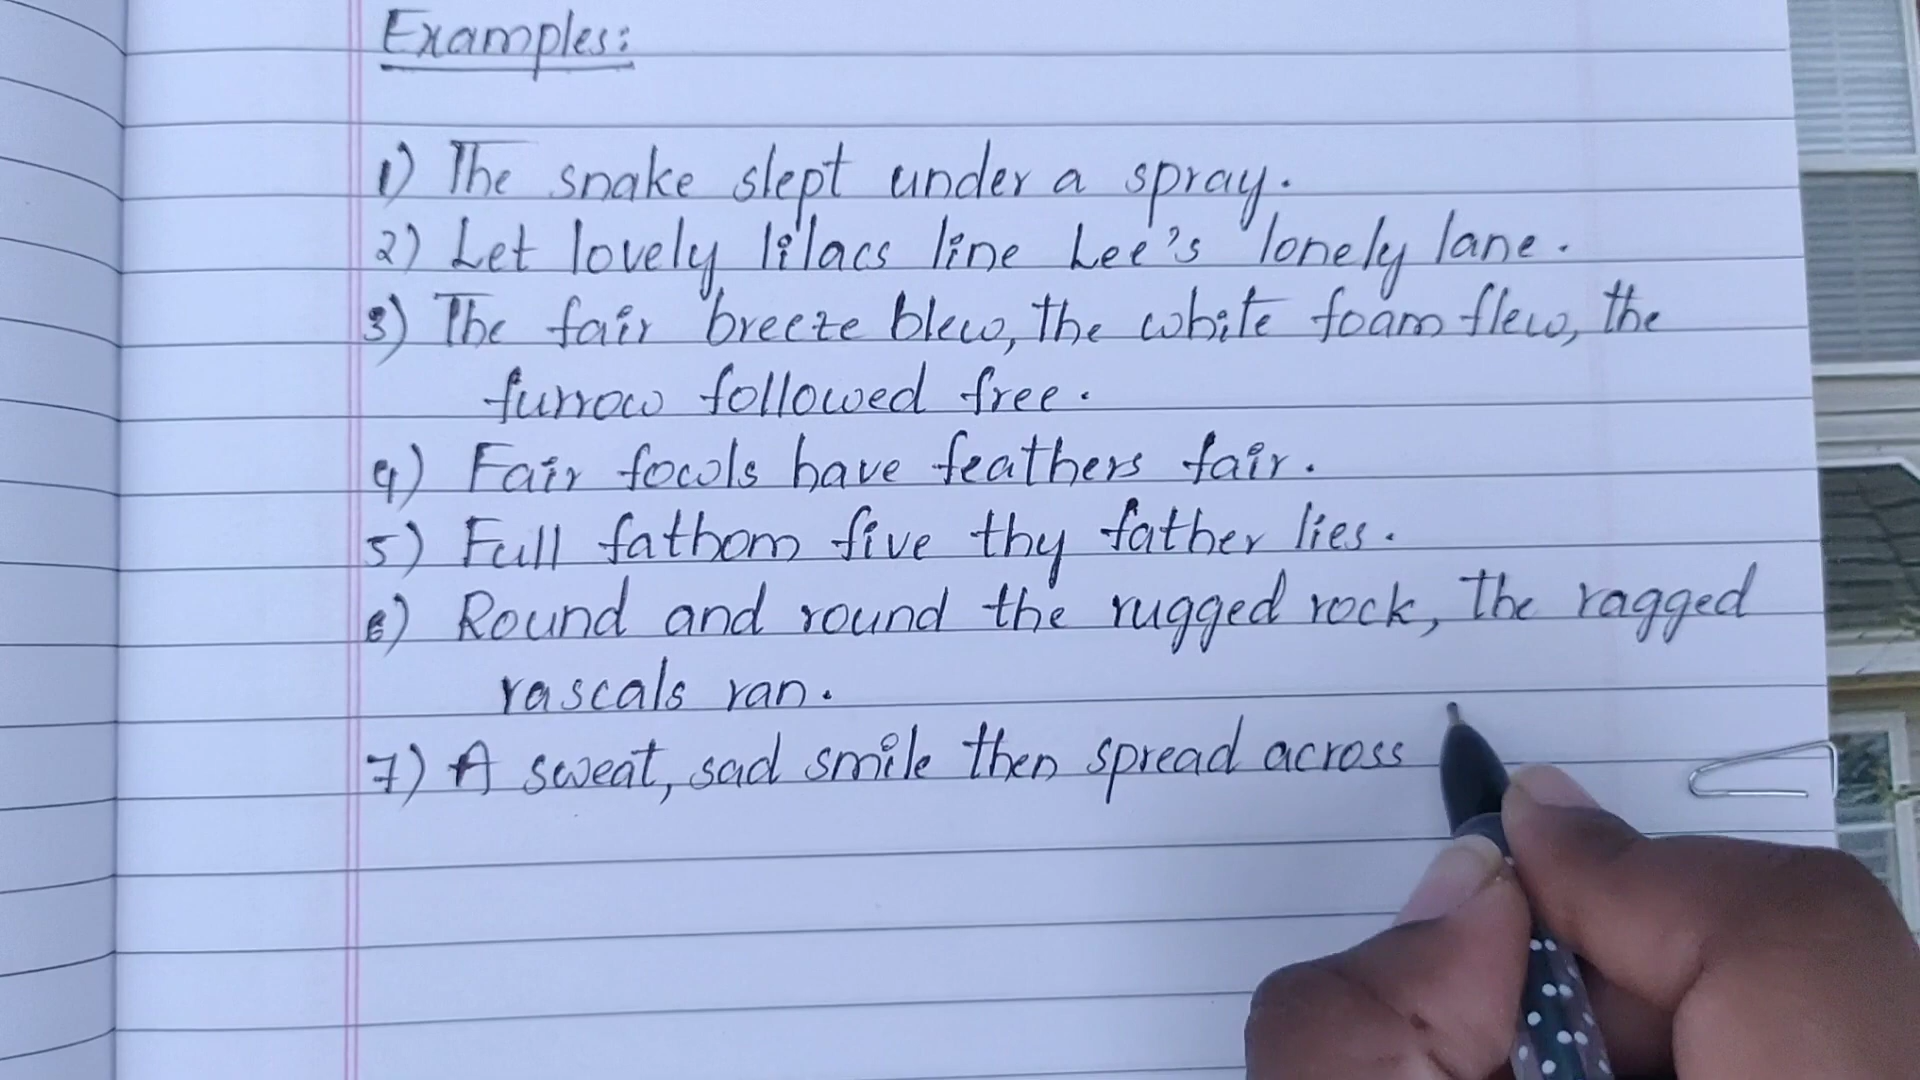 Examples:
1) The snake slept under a spray.
2) Let lovely lilacs line Lee's lonely lane.
3) The fair breeze blew, the white foam flew, the
furrow followed free.
4) Fair fowls have feathers fair.
5) Full fathom five thy father lies.
6) Round and round the rugged rock, the ragged
rascals ran.
7) A sweat, sad smile then spread across